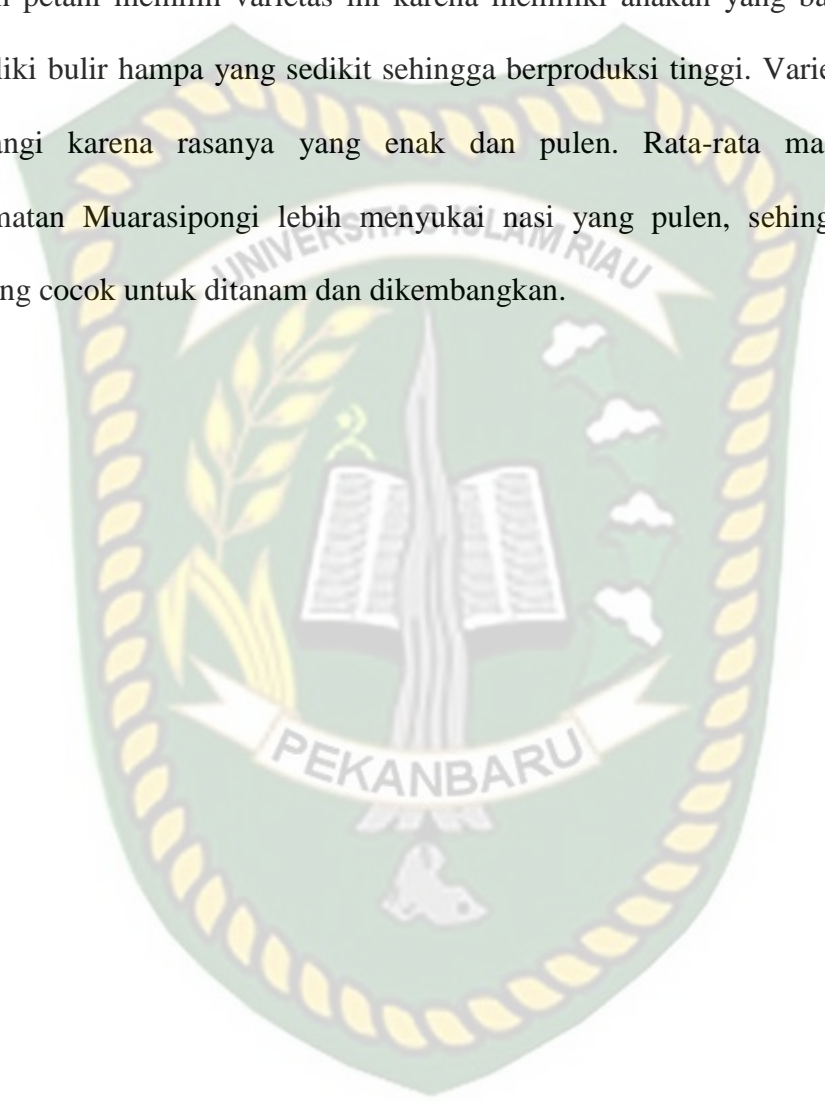 petani memilih varietas ini karena memiliki anakan yang ba
liki bulir hampa yang sedikit sehingga berproduksi tinggi. Varie
angi karena rasanya yang enak dan pulen. Rata-rata ma
matan Muarasipongi lebih menyukai nasi yang pulen, sehing
ng cocok untuk ditanam dan dikembangkan.
UNIVERSITAS ISLAM RIAU
PEKANBARU